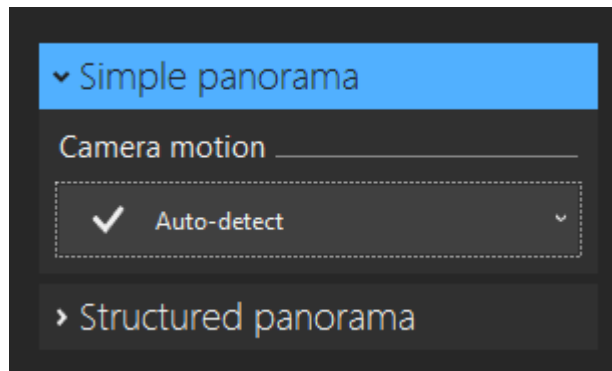 Simple panorama
Camera motion
Auto-detect
Structured panorama